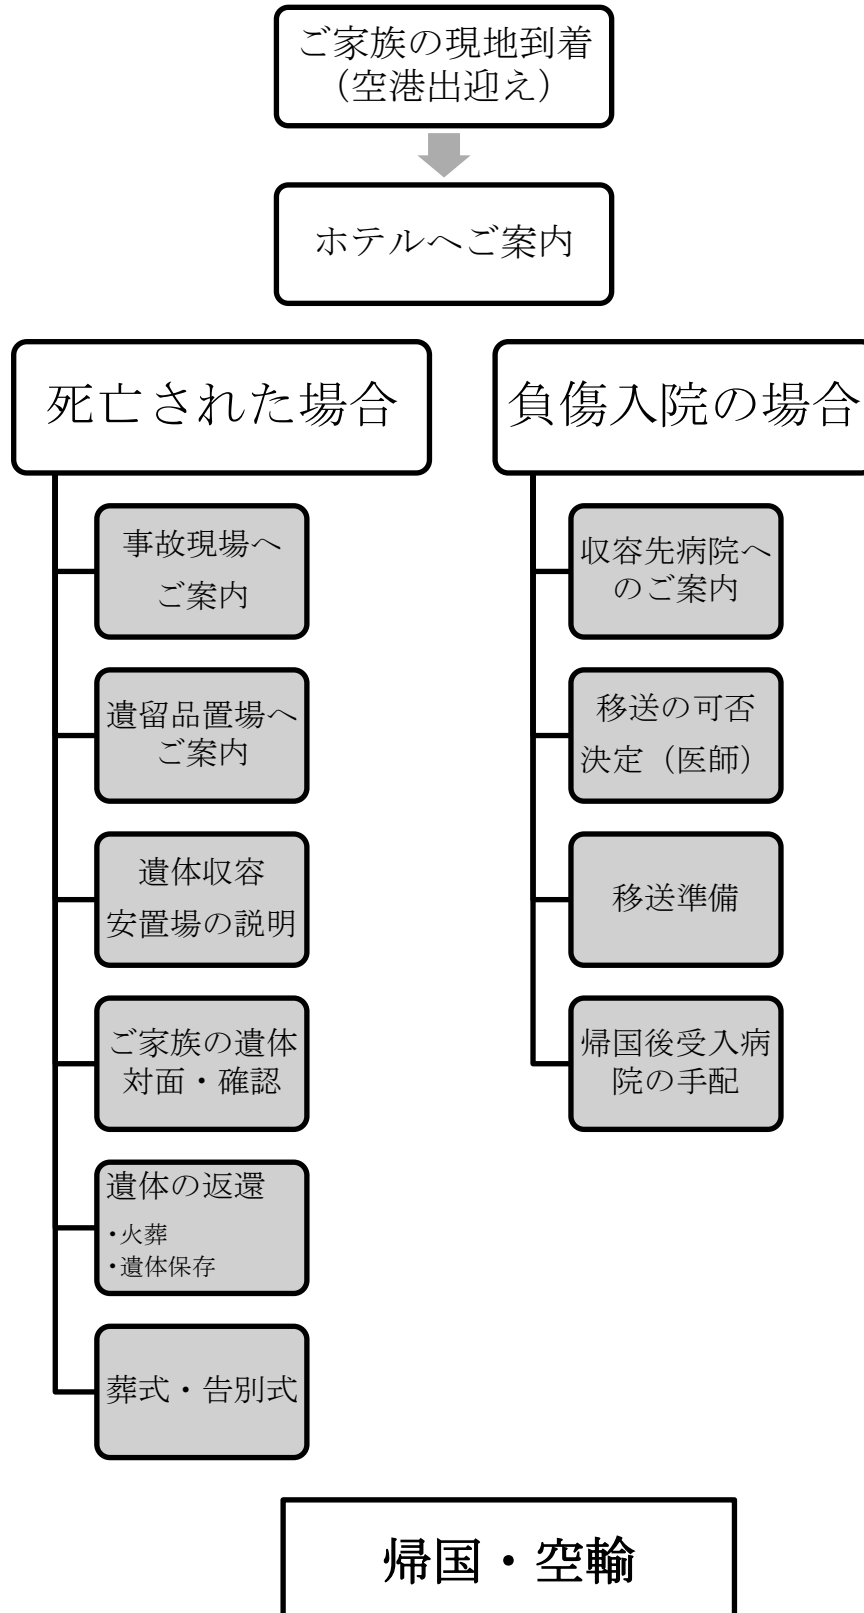 ご家族の現地到着
（空港出迎え）
ホテルへご案内
死亡された場合
事故現場へ
ご案内
遺留品置場へ
ご案内
遺体収容
安置場の説明
ご家族の遺体
対面・確認
遺体の返還
・火葬
・遺体保存
葬式・告別式
負傷入院の場合
収容先病院へ
のご案内
移送の可否
決定（医師）
移送準備
帰国後受入病
院の手配
帰国・空輸